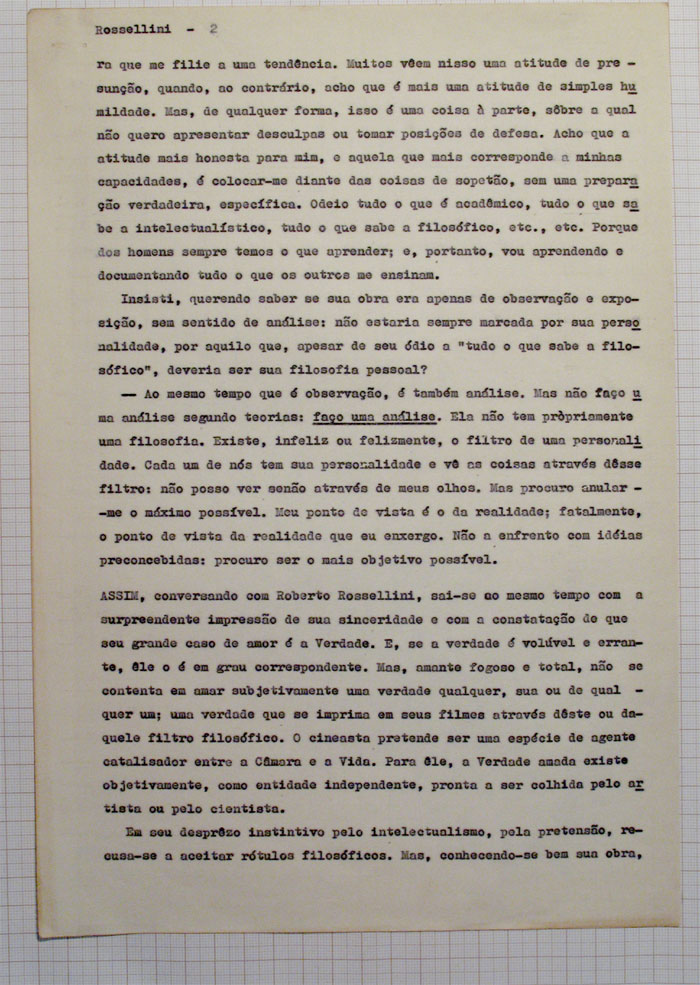 Rossellini - 2
ra que me filie a uma tendência. Muitos vêem nisso uma atitude de pre -
sunção, quando, ao contrário, acho que é mais uma atitude de simples hu
mildade. Mas, de qualquer forma, isso é uma coisa à parte, sôbre a qual
não quero apresentar desculpas ou tomar posições de defesa. Acho que a
atitude mais honesta para mim, e aquela que mais corresponde a minhas
capacidades, é colocar-me diante das coisas de sopetão, sem uma prepara
ção verdadeira, específica. Odeio tudo o que é acadêmico, tudo o que sa
be a intelectualístico, tudo o que sabe a filosófico, etc., etc. Porque
dos homens sempre temos o que aprender; e, portanto, vou aprendendo e
documentando tudo o que os outros me ensinam.
Insisti, querendo saber se sua obra era apenas de observação e expo-
sição, sem sentido de análise: não estaria sempre marcada por sua perso
nalidade, por aquilo que, apesar de seu ódio a "tudo o que sabe a filo-
sófico", deveria ser sua filosofia pessoal?
— Ao mesmo tempo que é observação, é também análise. Mas não faço u
ma análise segundo teorias: faço uma análise. Ela não tem pròpriamente
uma filosofia. Existe, infeliz ou felizmente, o filtro de uma personali
dade. Cada um de nós tem sua personalidade e vê as coisas através dêsse
filtro: não posso ver senão através de meus olhos. Mas procuro anular -
-me o máximo possível. Meu ponto de vista é o da realidade; fatalmente,
o ponto de vista da realidade que eu enxergo. Não a enfrento com idéias
preconcebidas: procuro ser o mais objetivo possível.
ASSIM, conversando com Roberto Rossellini, sai-se ao mesmo tempo com a
surpreendente impressão de sua sinceridade e com a constatação de que
seu grande caso de amor é a Verdade. E, se a verdade é volúvel e erran-
te, êle o é em grau correspondente. Mas, amante fogoso e total, não se
contenta em amar subjetivamente uma verdade qualquer, sua ou de qual -
quer um; uma verdade que se imprima em seus filmes através dêste ou da-
quele filtro filosófico. O cineasta pretende ser uma espécie de agente
catalisador entre a Câmara e a Vida. Para êle, a Verdade amada existe
objetivamente, como entidade independente, pronta a ser colhida pelo ar
tista ou pelo cientista.
Em seu desprêzo instintivo pelo intelectualismo, pela pretensão, re-
cusa-se a aceitar rótulos filosóficos. Mas, conhecendo-se bem sua obra,